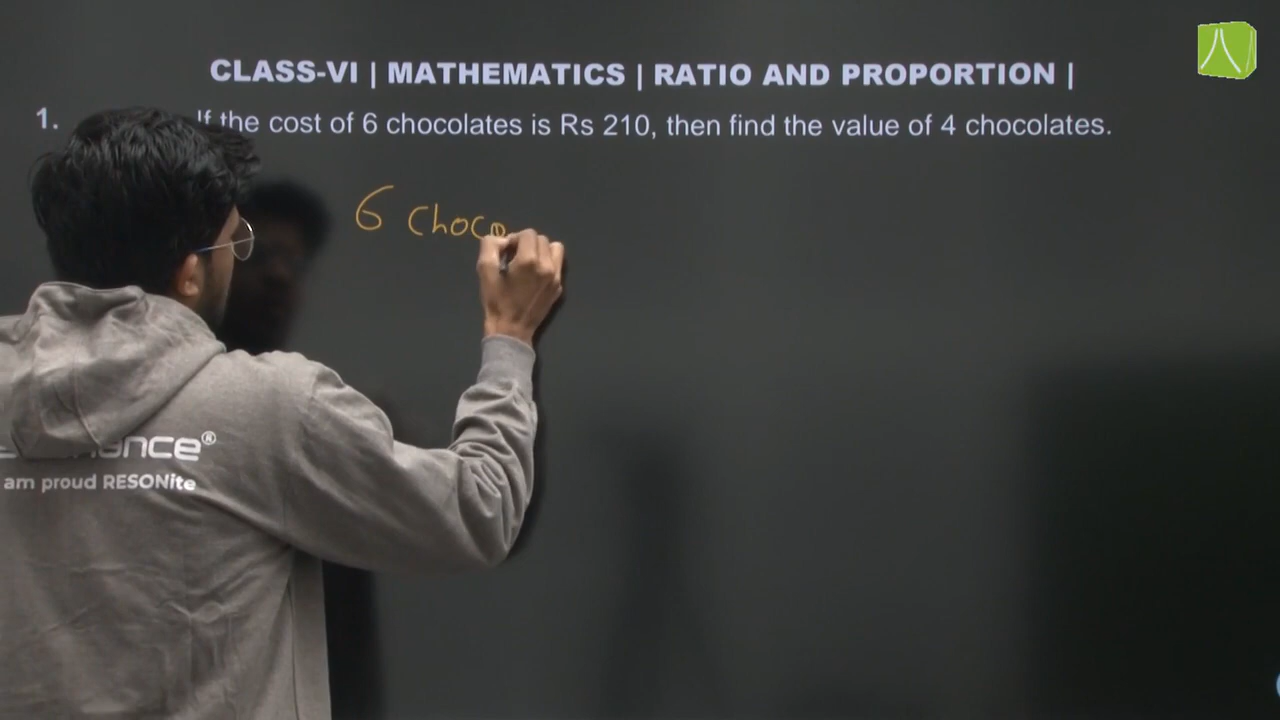 CLASS-VI | MATHEMATICS | RATIO AND PROPORTION |
1. If the cost of 6 chocolates is Rs 210, then find the value of 4 chocolates.
6 Choco
am proud RESONite